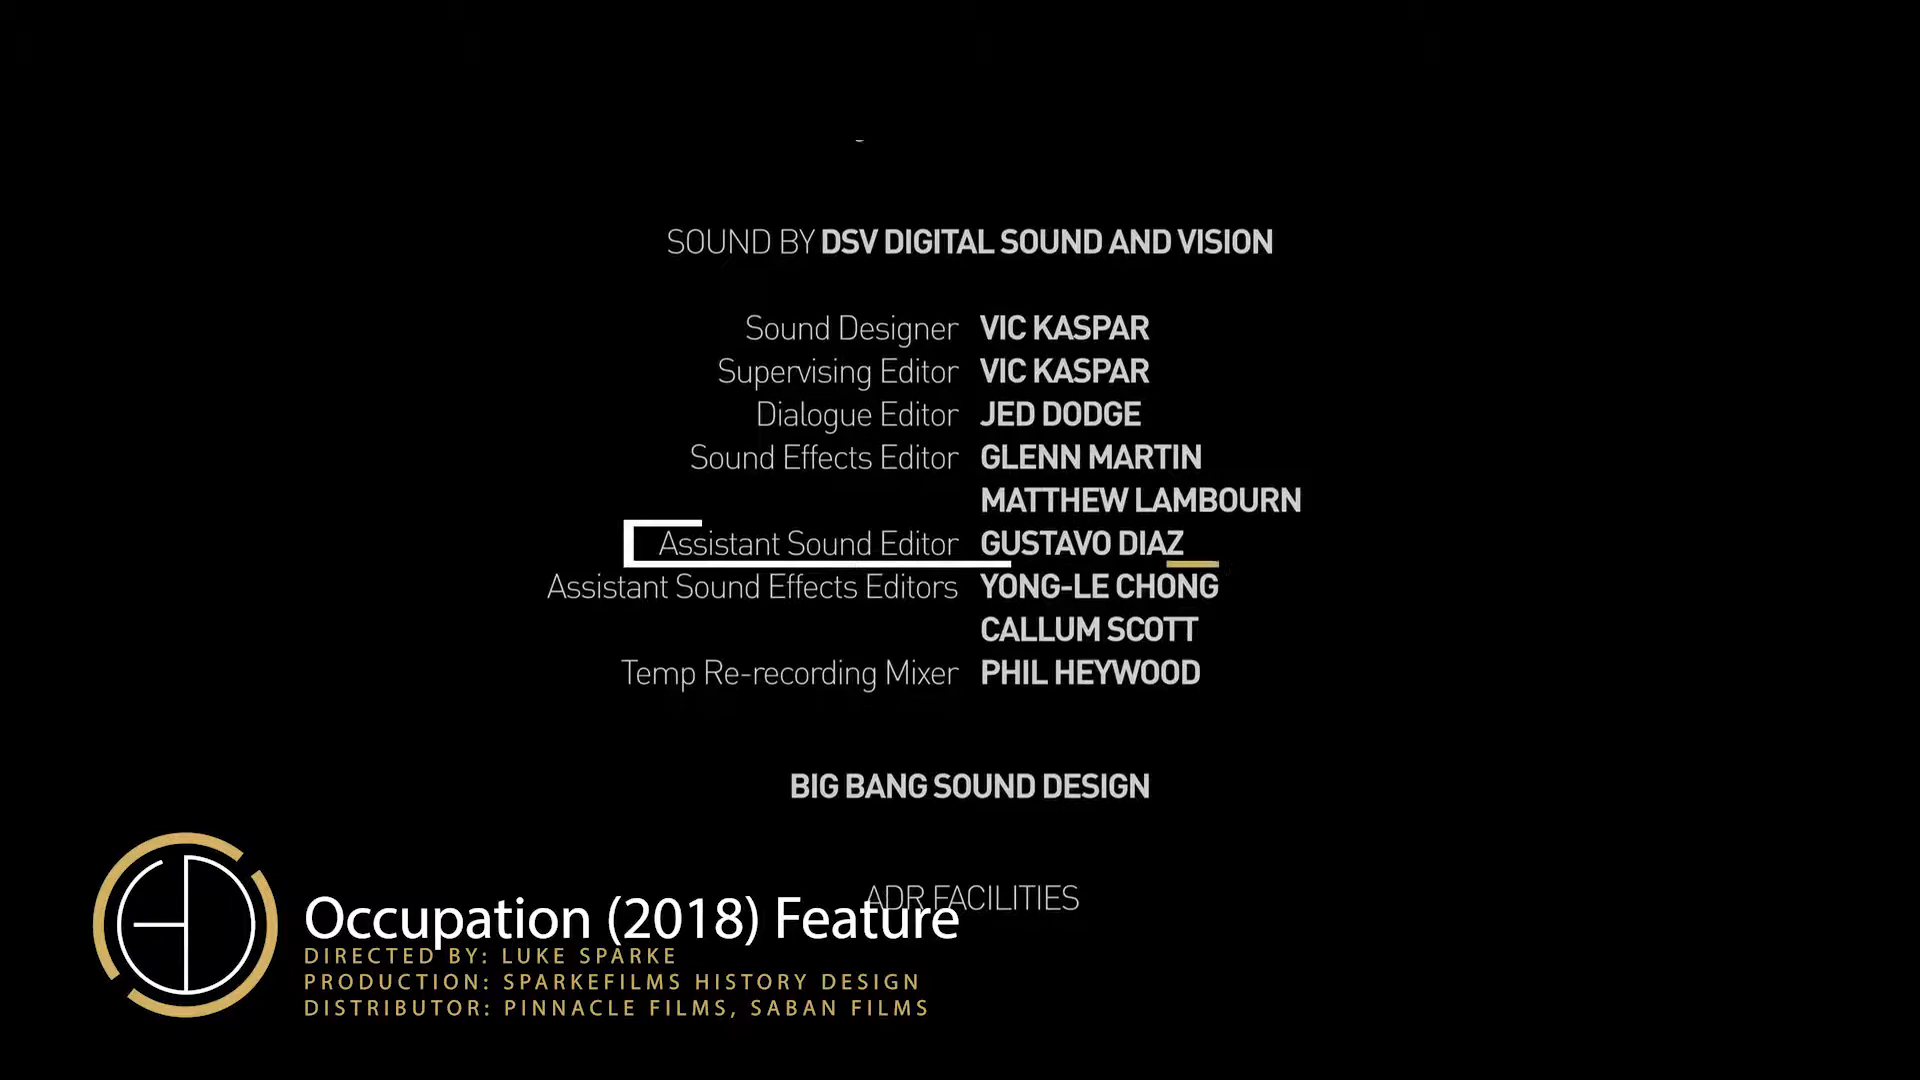 SOUND BY DSV DIGITAL SOUND AND VISION
Sound Designer VIC KASPAR
Supervising Editor VIC KASPAR
Dialogue Editor JED DODGE
Sound Effects Editor GLENN MARTIN
MATTHEW LAMBOURN
Assistant Sound Editor GUSTAVO DIAZ
Assistant Sound Effects Editors YONG-LE CHONG
CALLUM SCOTT
Temp Re-recording Mixer PHIL HEYWOOD
BIG BANG SOUND DESIGN
ADR FACILITIES
Occupation (2018) Feature
DIRECTED BY: LUKE SPARKE
PRODUCTION: SPARKEFILMS HISTORY DESIGN
DISTRIBUTOR: PINNACLE FILMS, SABAN FILMS